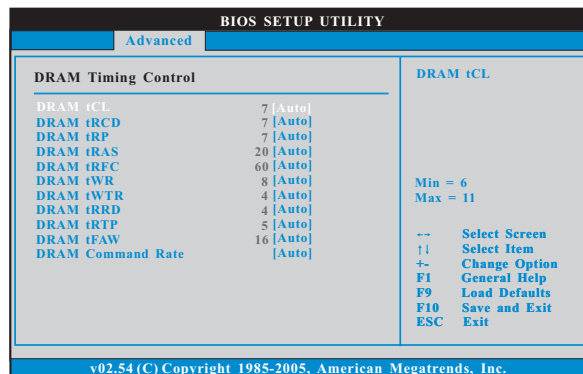 BIOS SETUP UTILITY
Advanced
DRAM Timing Control
DRAM tCL 7 [Auto]
DRAM tRCD 7 [Auto]
DRAM tRP 7 [Auto]
DRAM tRAS 20 [Auto]
DRAM tRFC 60 [Auto]
DRAM tWR 8 [Auto]
DRAM tWTR 4 [Auto]
DRAM tRRD 4 [Auto]
DRAM tRTP 5 [Auto]
DRAM tFAW 16 [Auto]
DRAM Command Rate [Auto]
DRAM tCL
Min = 6
Max = 11
←→ Select Screen
↑↓ Select Item
+- Change Option
F1 General Help
F9 Load Defaults
F10 Save and Exit
ESC Exit
v02.54 (C) Copyright 1985-2005, American Megatrends, Inc.